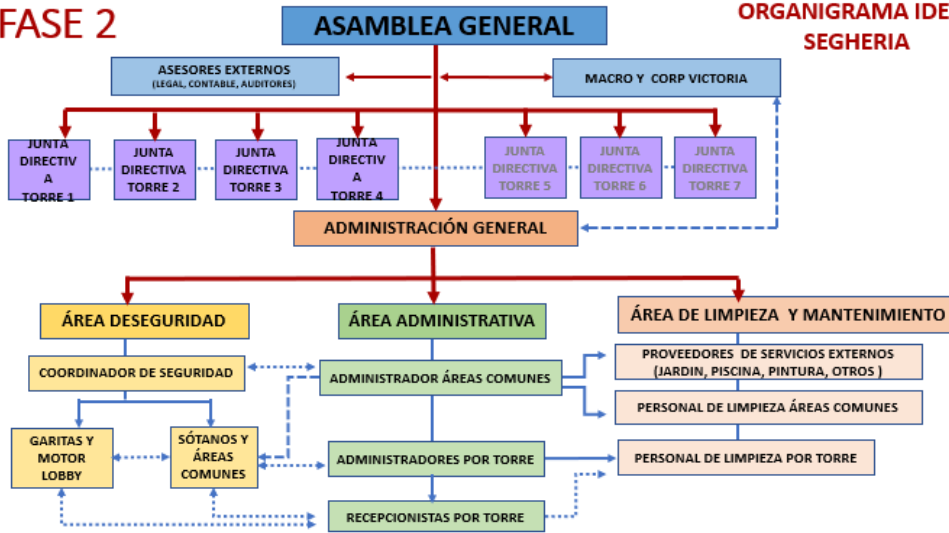 FASE 2
ASAMBLEA GENERAL
ORGANIGRAMA IDE
SEGHERIA
ASESORES EXTERNOS
(LEGAL, CONTABLE, AUDITORES)
MACRO Y CORP VICTORIA
JUNTA
DIRECTIV
A
TORRE 1
JUNTA
DIRECTIVA
TORRE 2
JUNTA
DIRECTIVA
TORRE 3
JUNTA
DIRECTIV
A
TORRE 4
JUNTA
DIRECTIVA
TORRE 5
JUNTA
DIRECTIVA
TORRE 6
JUNTA
DIRECTIVA
TORRE 7
ADMINISTRACIÓN GENERAL
ÁREA DESEGURIDAD
ÁREA ADMINISTRATIVA
ÁREA DE LIMPIEZA Y MANTENIMIENTO
COORDINADOR DE SEGURIDAD
ADMINISTRADOR ÁREAS COMUNES
PROVEEDORES DE SERVICIOS EXTERNOS
(JARDIN, PISCINA, PINTURA, OTROS )
PERSONAL DE LIMPIEZA ÁREAS COMUNES
GARITAS Y
MOTOR
LOBBY
SÓTANOS Y
ÁREAS
COMUNES
ADMINISTRADORES POR TORRE
PERSONAL DE LIMPIEZA POR TORRE
RECEPCIONISTAS POR TORRE